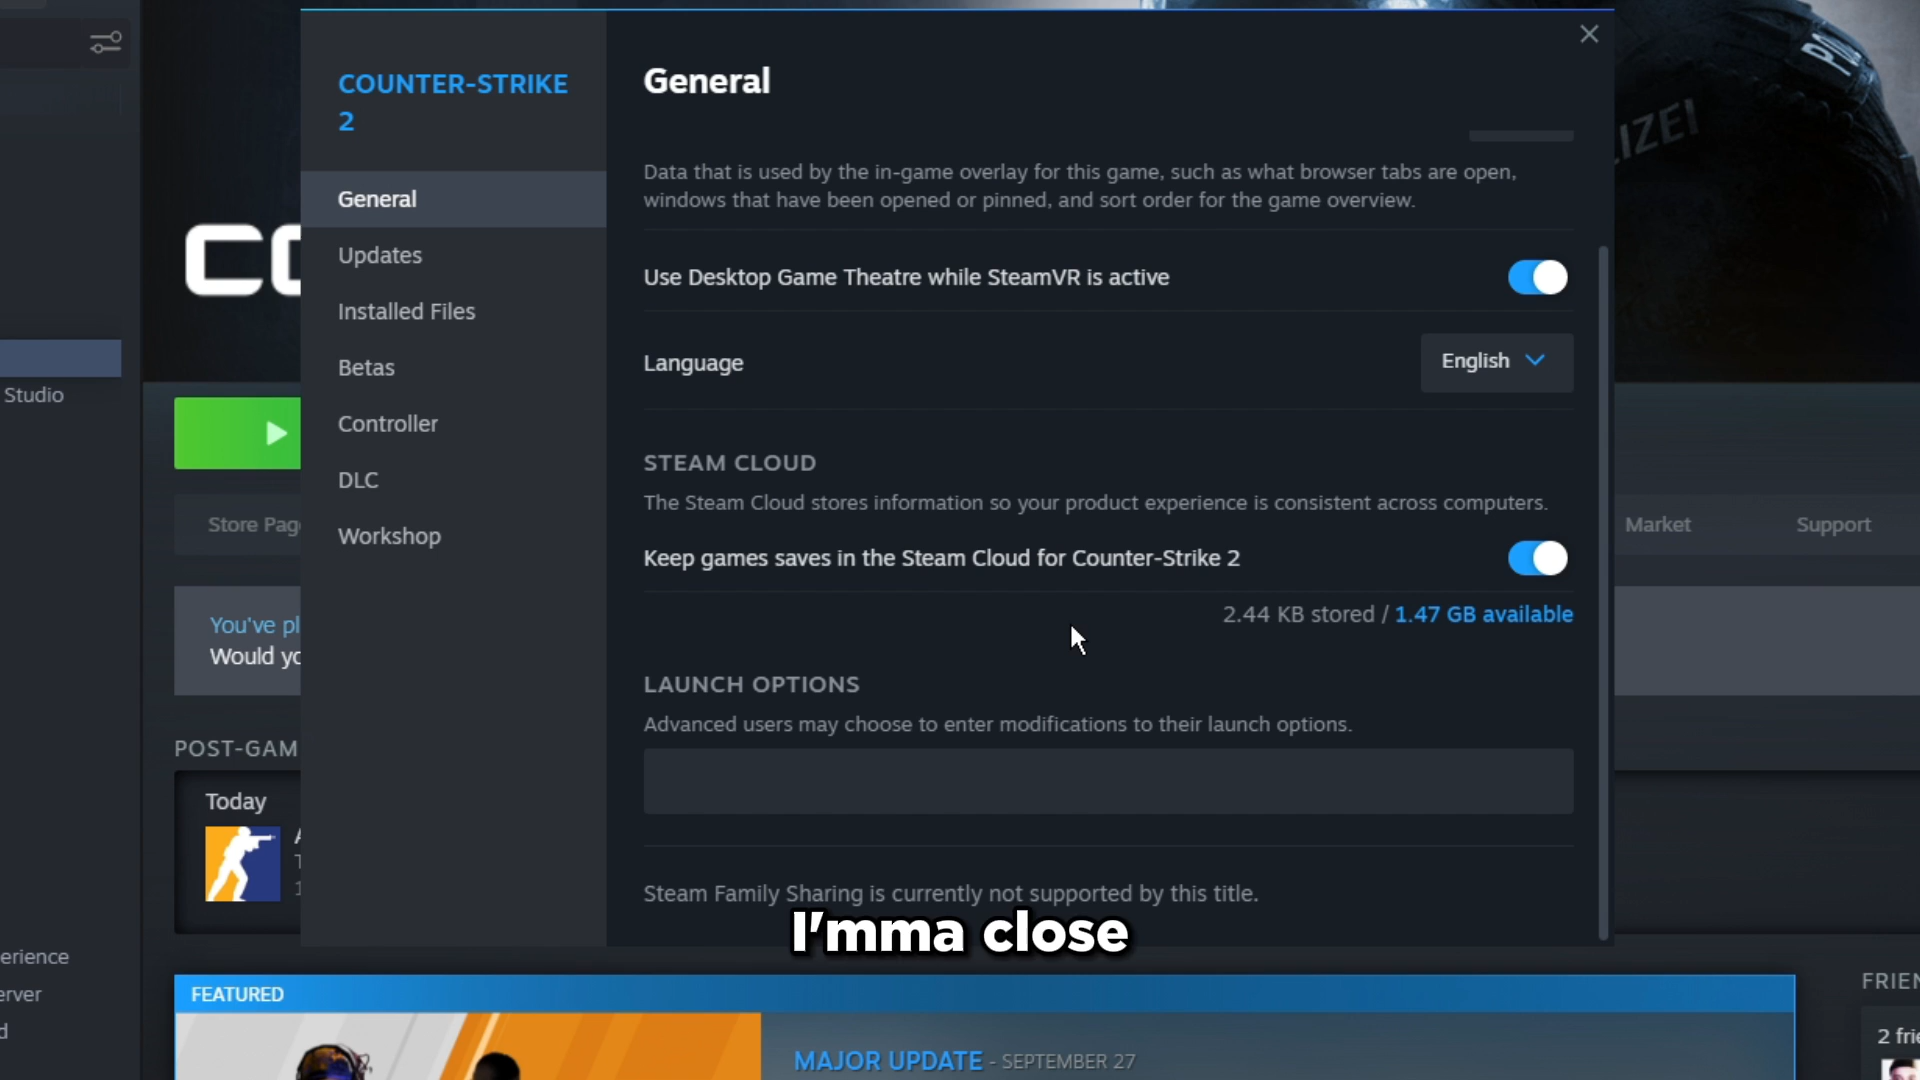 COUNTER-STRIKE
2
General
Updates
Installed Files
Betas
Controller
DLC
Workshop
General
Data that is used by the in-game overlay for this game, such as what browser tabs are open,
windows that have been opened or pinned, and sort order for the game overview.
Use Desktop Game Theatre while SteamVR is active
Language
English
STEAM CLOUD
The Steam Cloud stores information so your product experience is consistent across computers.
Keep games saves in the Steam Cloud for Counter-Strike 2
2.44 KB stored / 1.47 GB available
LAUNCH OPTIONS
Advanced users may choose to enter modifications to their launch options.
Steam Family Sharing is currently not supported by this title.
I'mma close
Studio
Store Pag
Market
Support
You've pl
Would yo
POST-GAM
Today
erience
erver
d
FEATURED
MAJOR UPDATE - SEPTEMBER 27
FRIEN
2 frie
CO
PO
IZEI